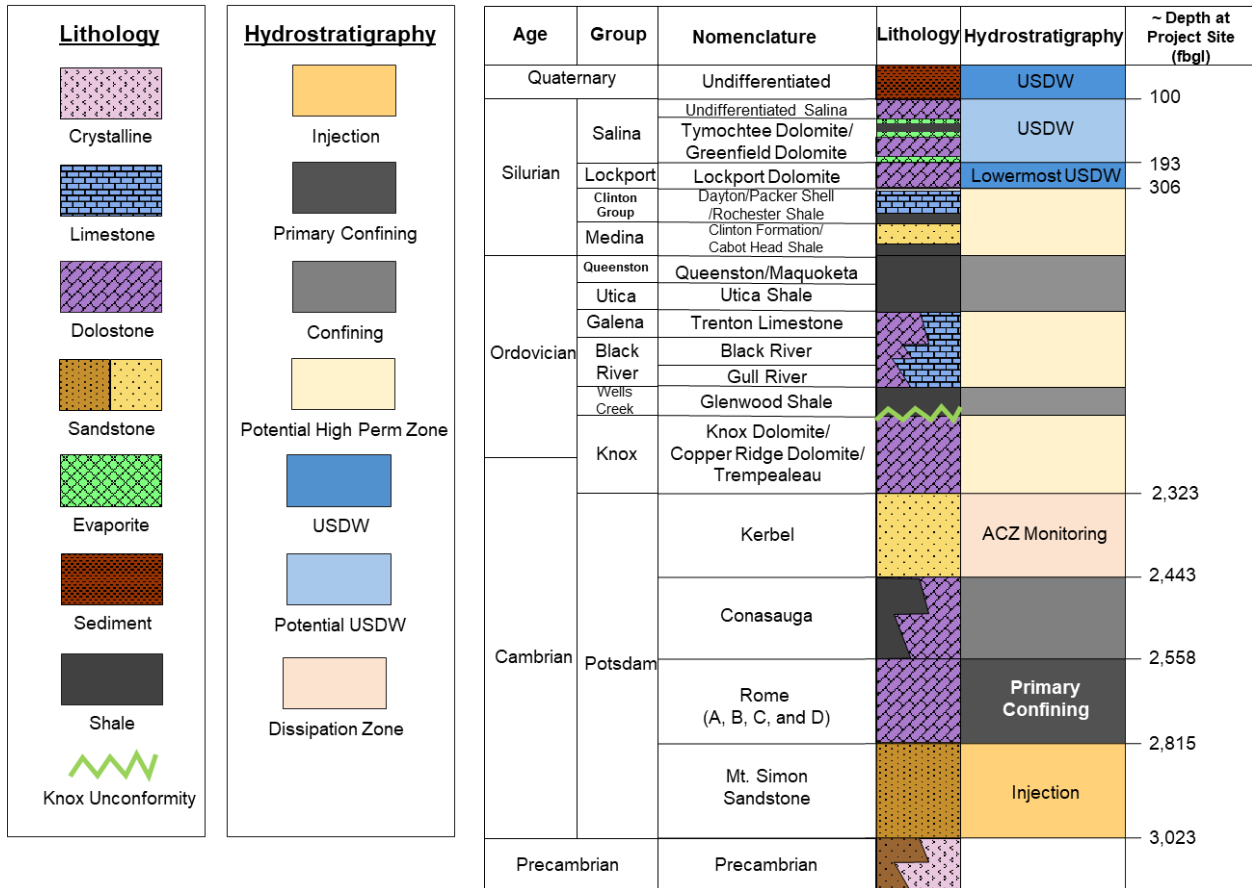 Lithology
Crystalline
Limestone
Dolostone
Sandstone
Evaporite
Sediment
Shale
Knox Unconformity
Hydrostratigraphy
Injection
Primary Confining
Confining
Potential High Perm Zone
USDW
Potential USDW
Dissipation Zone
Age
Group
Nomenclature
Lithology
Hydrostratigraphy
~ Depth at
Project Site
(fbgl)
Quaternary
Undifferentiated
USDW
100
Silurian
Salina
Undifferentiated Salina
Tymochtee Dolomite/
Greenfield Dolomite
USDW
193
Lockport
Lockport Dolomite
Lowermost USDW
306
Clinton
Group
Dayton/Packer Shell
/Rochester Shale
Medina
Clinton Formation/
Cabot Head Shale
Ordovician
Queenston
Queenston/Maquoketa
Utica
Utica Shale
Galena
Trenton Limestone
Black
River
Black River
Gull River
Wells
Creek
Glenwood Shale
Knox
Knox Dolomite/
Copper Ridge Dolomite/
Trempealeau
2,323
Cambrian
Potsdam
Kerbel
ACZ Monitoring
2,443
Conasauga
2,558
Rome
(A, B, C, and D)
Primary
Confining
2,815
Mt. Simon
Sandstone
Injection
3,023
Precambrian
Precambrian